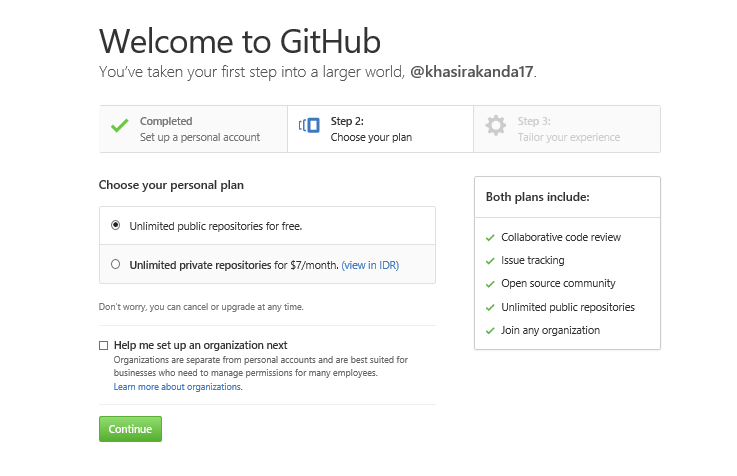 Welcome to GitHub
You've taken your first step into a larger world, @khasirakanda17.
Completed
Set up a personal account
Step 2:
Choose your plan
Step 3:
Tailor your experience
Choose your personal plan
Unlimited public repositories for free.
Unlimited private repositories for $7/month. (view in IDR)
Don't worry, you can cancel or upgrade at any time.
Help me set up an organization next
Organizations are separate from personal accounts and are best suited for
businesses who need to manage permissions for many employees.
Learn more about organizations.
Continue
Both plans include:
Collaborative code review
Issue tracking
Open source community
Unlimited public repositories
Join any organization